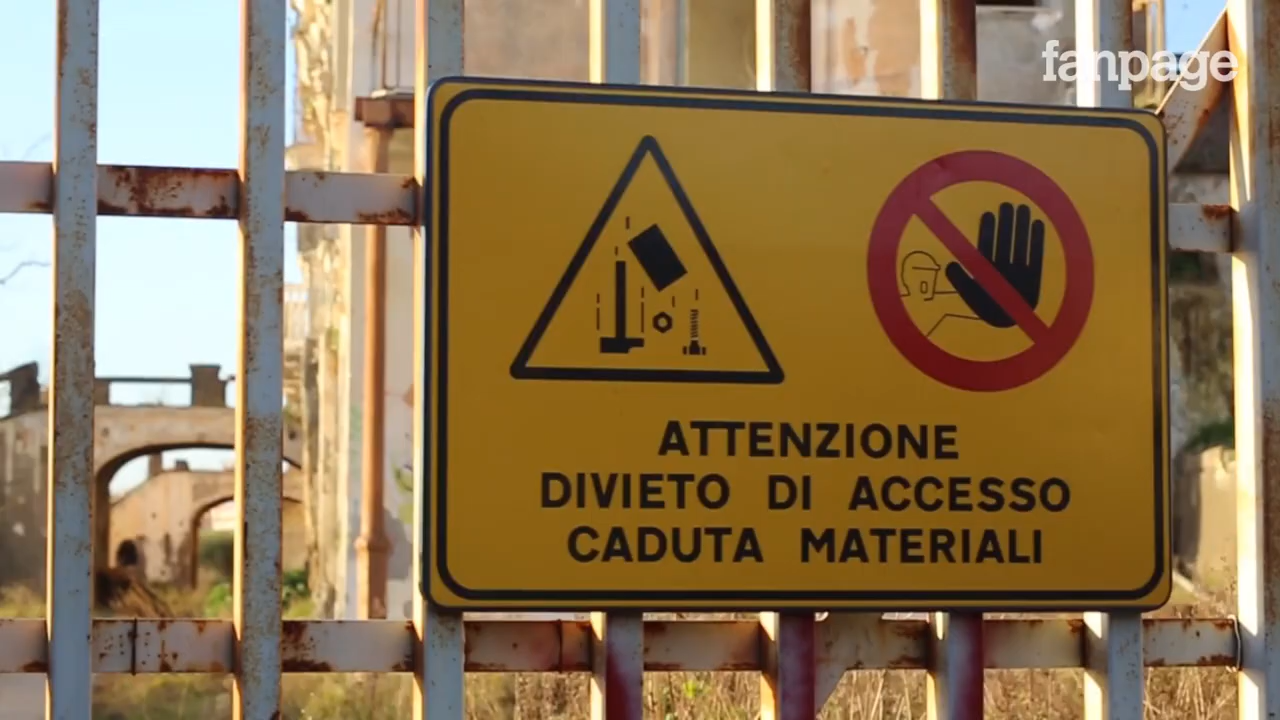 fanpage
ATTENZIONE
DIVIETO DI ACCESSO
CADUTA MATERIALI